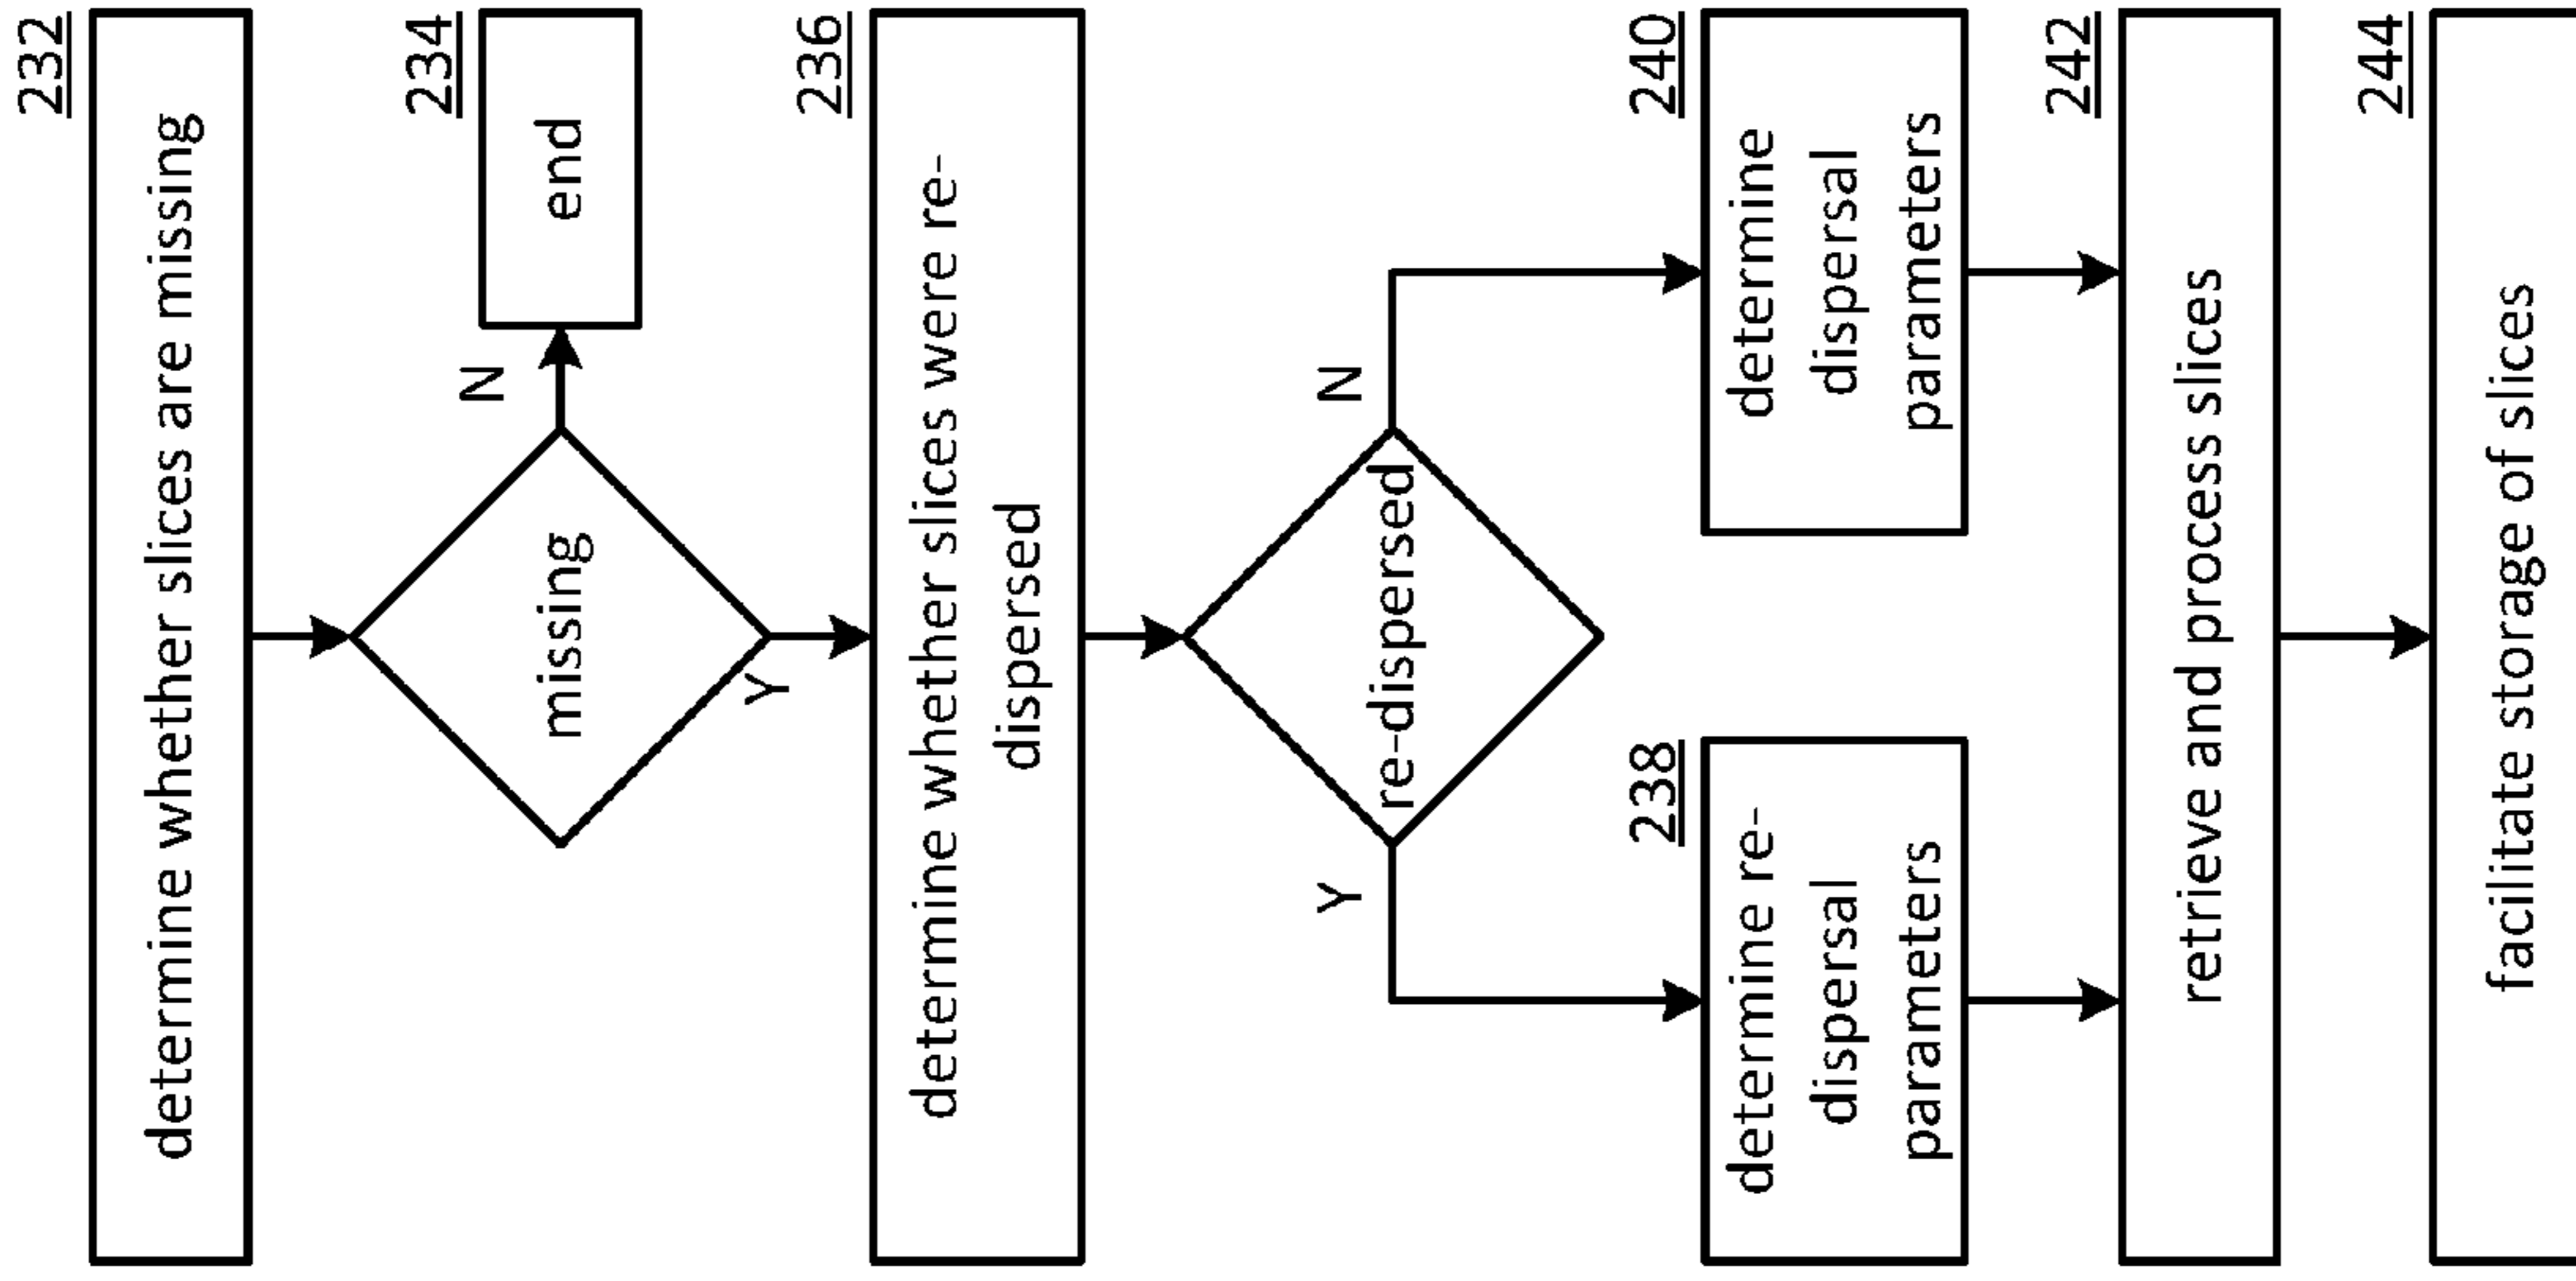 232
determine whether slices are missing
234
missing
N
end
Y
236
determine whether slices were re-
dispersed
re-dispersed
Y
N
238
determine re-
dispersal
parameters
240
determine
dispersal
parameters
242
retrieve and process slices
244
facilitate storage of slices